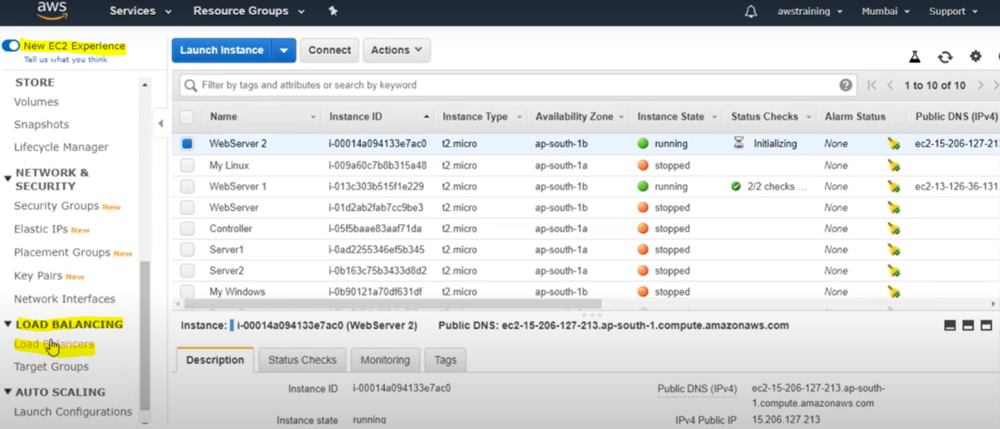 aws Services Resource Groups awstraining Mumbai Support
New EC2 Experience
Tell us what you think
STORE
Volumes
Snapshots
Lifecycle Manager
NETWORK &
SECURITY
Security Groups New
Elastic IPs New
Placement Groups New
Key Pairs New
Network Interfaces
LOAD BALANCING
Load Balancers
Target Groups
AUTO SCALING
Launch Configurations
Launch Instance Connect Actions
Filter by tags and attributes or search by keyword 1 to 10 of 10
Name Instance ID Instance Type Availability Zone Instance State Status Checks Alarm Status Public DNS (IPv4)
WebServer 2 i-00014a094133e7ac0 t2.micro ap-south-1b running Initializing None ec2-15-206-127-21
My Linux i-009a60c7b8b315a48 t2.micro ap-south-1a stopped None
WebServer 1 i-013c303b515f1e229 t2.micro ap-south-1b running 2/2 checks ... None ec2-13-126-36-131
WebServer i-01d2ab2fab7cc9be3 t2.micro ap-south-1b stopped None
Controller i-05f5baae83aaf71da t2.micro ap-south-1a stopped None
Server1 i-0ad2255346ef5b345 t2.micro ap-south-1a stopped None
Server2 i-0b163c75b3433d8d2 t2.micro ap-south-1a stopped None
My Windows i-0b90121a70df631df t2.micro ap-south-1b stopped None
Instance: i-00014a094133e7ac0 (WebServer 2) Public DNS: ec2-15-206-127-213.ap-south-1.compute.amazonaws.com
Description Status Checks Monitoring Tags
Instance ID i-00014a094133e7ac0 Public DNS (IPv4) ec2-15-206-127-213.ap-south-
1.compute.amazonaws.com
Instance state running IPv4 Public IP 15.206.127.213